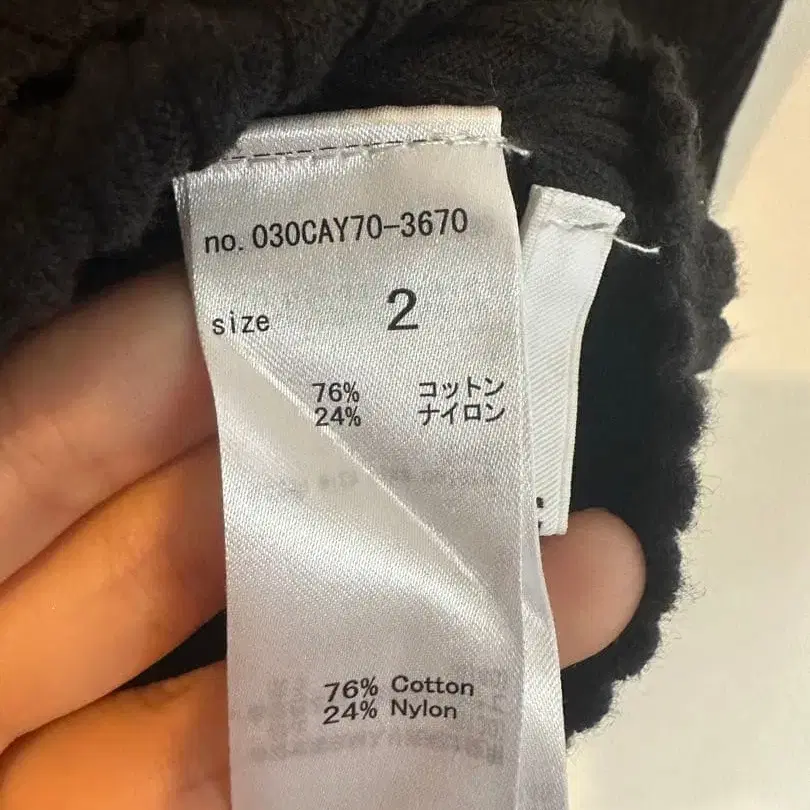 no. 030CAY70-3670
size 2
76% コットン
24% ナイロン
76% Cotton
24% Nylon